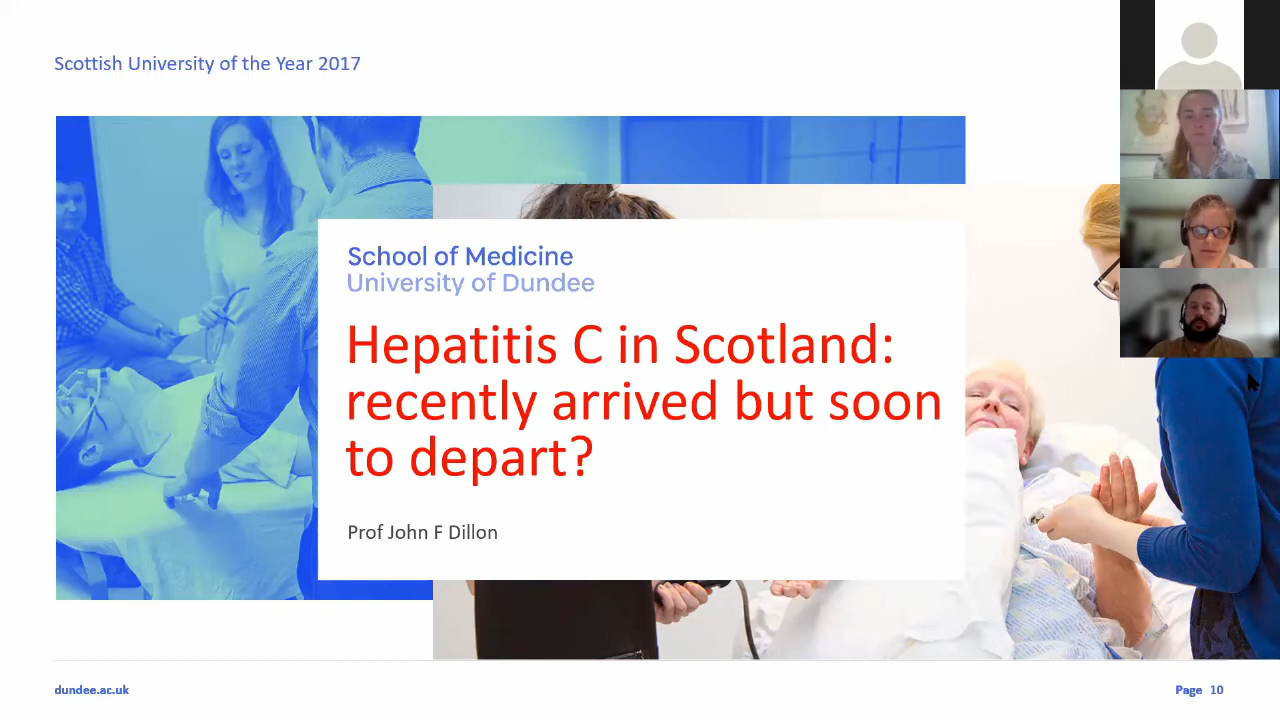 Scottish University of the Year 2017
School of Medicine
University of Dundee
Hepatitis C in Scotland:
recently arrived but soon
to depart?
Prof John F Dillon
dundee.ac.uk
Page 10